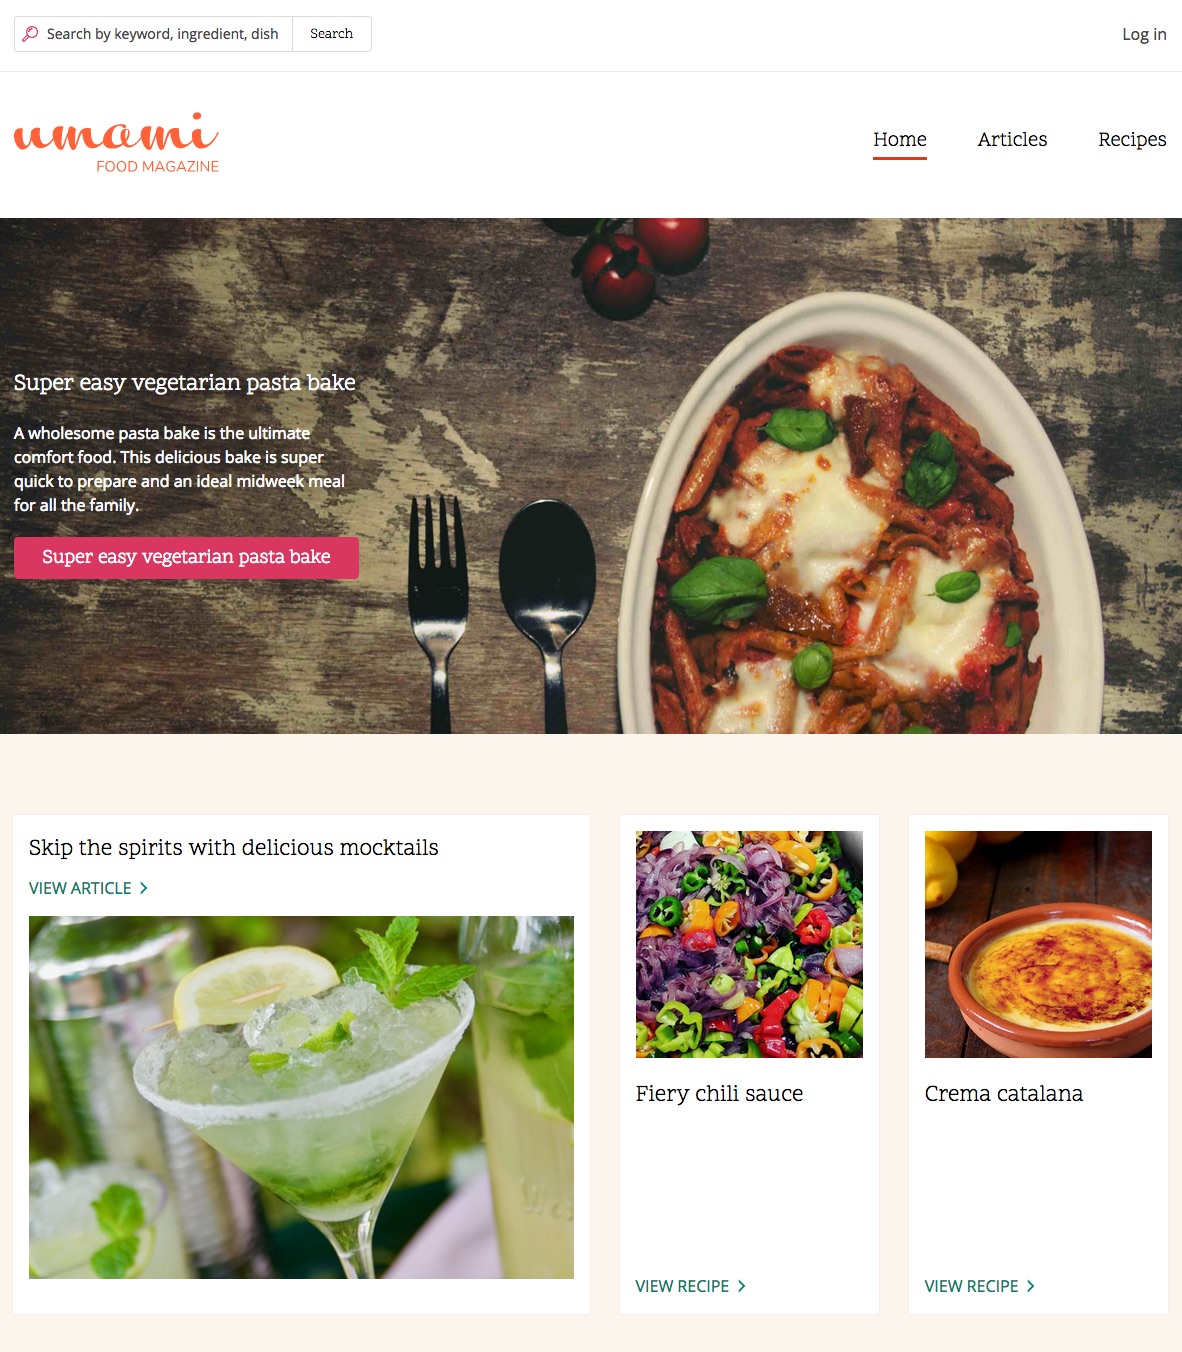 Search by keyword, ingredient, dish
Search
Log in
umami
FOOD MAGAZINE
Home
Articles
Recipes
Super easy vegetarian pasta bake
A wholesome pasta bake is the ultimate
comfort food. This delicious bake is super
quick to prepare and an ideal midweek meal
for all the family.
Super easy vegetarian pasta bake
Skip the spirits with delicious mocktails
VIEW ARTICLE
Fiery chili sauce
VIEW RECIPE
Crema catalana
VIEW RECIPE